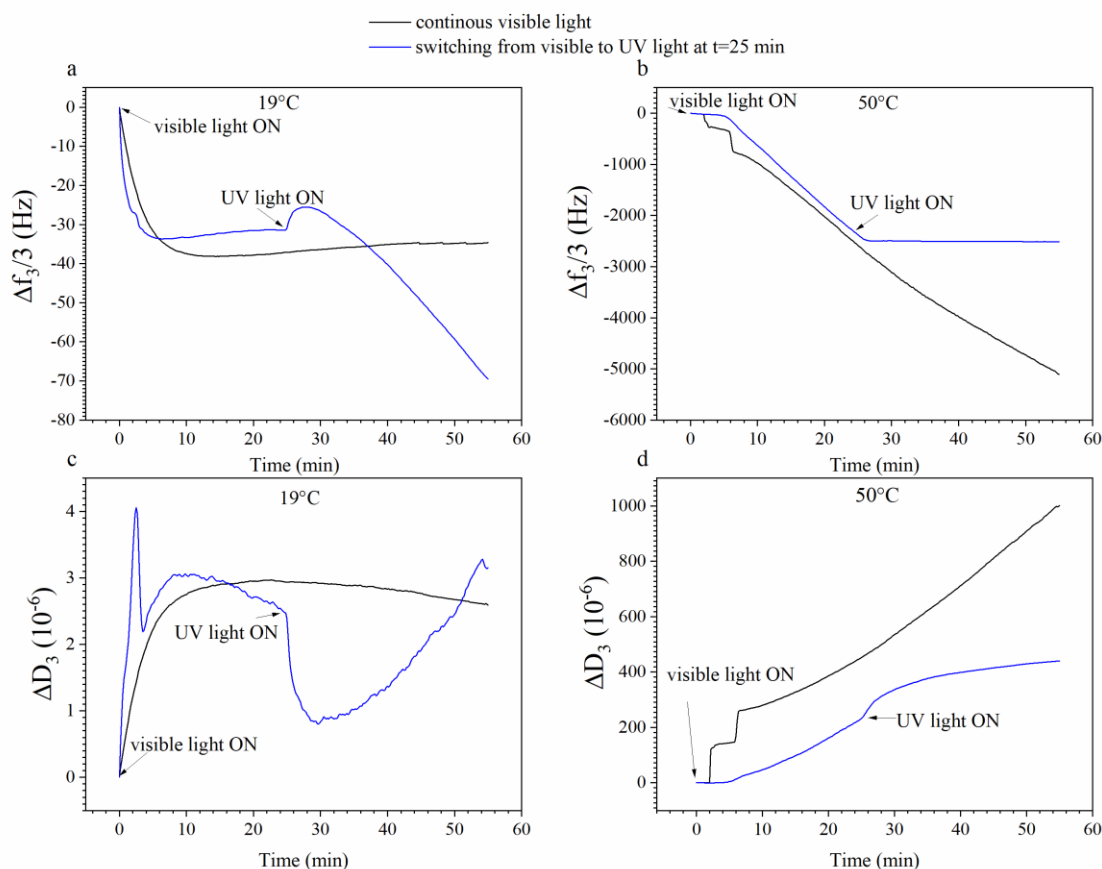 continous visible light
switching from visible to UV light at t=25 min
a
19°C
visible light ON
UV light ON
0
-10
-20
-30
-40
-50
-60
-70
-80
Δf₃/3 (Hz)
0 10 20 30 40 50 60
Time (min)
b
50°C
visible light ON
UV light ON
0
-1000
-2000
-3000
-4000
-5000
-6000
Δf₃/3 (Hz)
0 10 20 30 40 50 60
Time (min)
c
19°C
4
3
2
1
0
UV light ON
visible light ON
ΔD₃ (10⁻⁶)
0 10 20 30 40 50 60
Time (min)
d
50°C
1000
800
600
400
200
0
visible light ON
UV light ON
ΔD₃ (10⁻⁶)
0 10 20 30 40 50 60
Time (min)